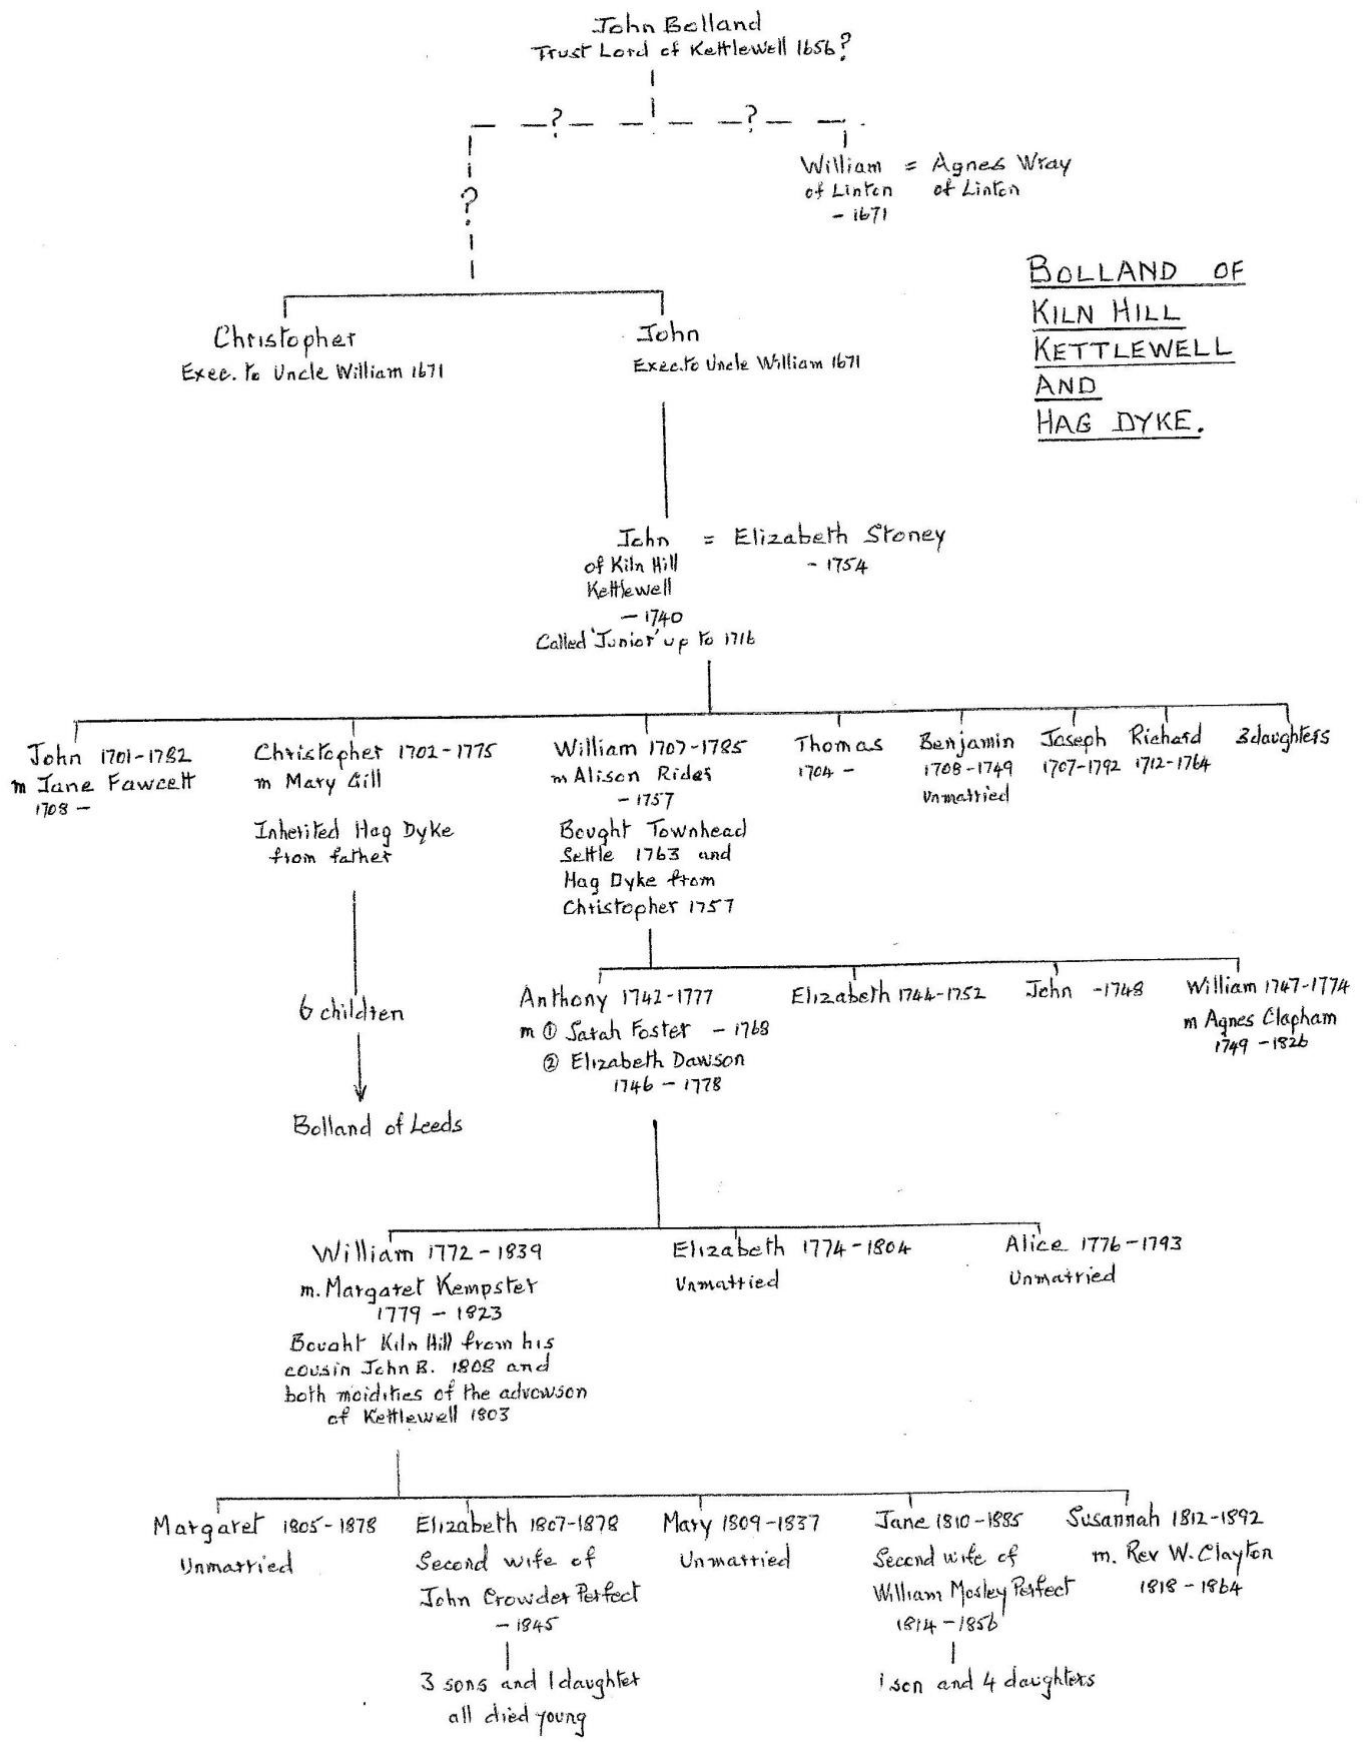 John Bolland
Trust Lord of Kettlewell 1656?
? ?
William = Agnes Wray
of Linton of Linton
- 1671
?
BOLLAND OF
KILN HILL
KETTLEWELL
AND
HAG DYKE.
Christopher
Exec. to Uncle William 1671
John
Exec. to Uncle William 1671
John = Elizabeth Stoney
of Kiln Hill - 1754
Kettlewell
- 1740
Called 'Junior' up to 1716
John 1701-1782
m Jane Fawcett
1708 -
Christopher 1702-1775
m Mary Gill
Inherited Hag Dyke
from father
William 1707-1785
m Alison Rider
- 1757
Bought Townhead
Settle 1763 and
Hag Dyke from
Christopher 1757
Thomas
1704 -
Benjamin
1708-1749
Unmarried
Joseph
1707-1792
Richard
1712-1764
3 daughters
6 children
Bolland of Leeds
Anthony 1742-1777
m ① Sarah Foster - 1768
② Elizabeth Dawson
1746 - 1778
Elizabeth 1744-1752
John - 1748
William 1747-1774
m Agnes Clapham
1749 - 1826
William 1772 - 1839
m. Margaret Kempster
1779 - 1823
Bought Kiln Hill from his
cousin John B. 1808 and
both moidities of the advowson
of Kettlewell 1803
Elizabeth 1774-1804
Unmarried
Alice 1776-1793
Unmarried
Margaret 1805-1878
Unmarried
Elizabeth 1807-1878
Second wife of
John Crowder Perfect
- 1845
3 sons and 1 daughter
all died young
Mary 1809-1837
Unmarried
Jane 1810-1885
Second wife of
William Mosley Perfect
1814 - 1856
1 son and 4 daughters
Susannah 1812-1892
m. Rev W. Clayton
1818 - 1864